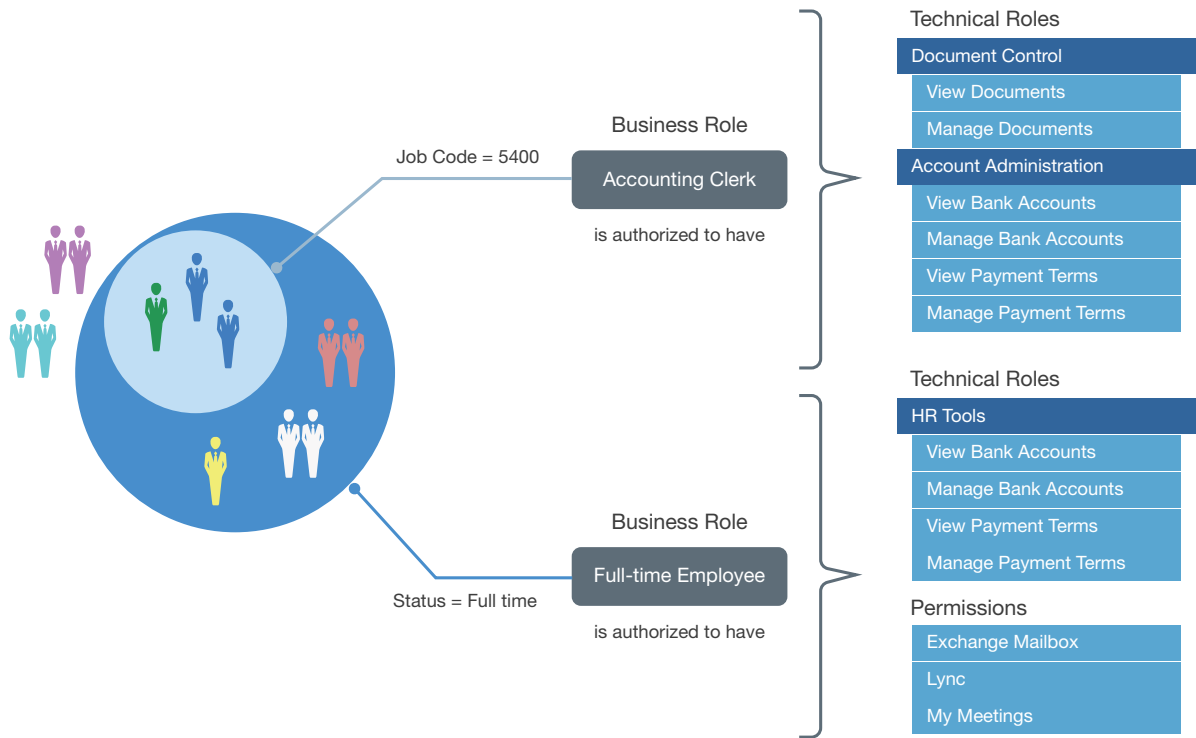 Job Code = 5400
Business Role
Accounting Clerk
is authorized to have
Technical Roles
Document Control
View Documents
Manage Documents
Account Administration
View Bank Accounts
Manage Bank Accounts
View Payment Terms
Manage Payment Terms
Status = Full time
Business Role
Full-time Employee
is authorized to have
Technical Roles
HR Tools
View Bank Accounts
Manage Bank Accounts
View Payment Terms
Manage Payment Terms
Permissions
Exchange Mailbox
Lync
My Meetings